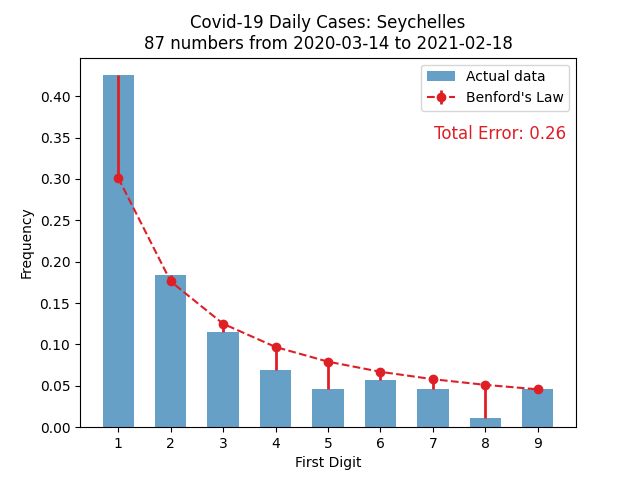 Covid-19 Daily Cases: Seychelles
87 numbers from 2020-03-14 to 2021-02-18
Actual data
Benford's Law
Total Error: 0.26
Frequency
0.40
0.35
0.30
0.25
0.20
0.15
0.10
0.05
0.00
1 2 3 4 5 6 7 8 9
First Digit